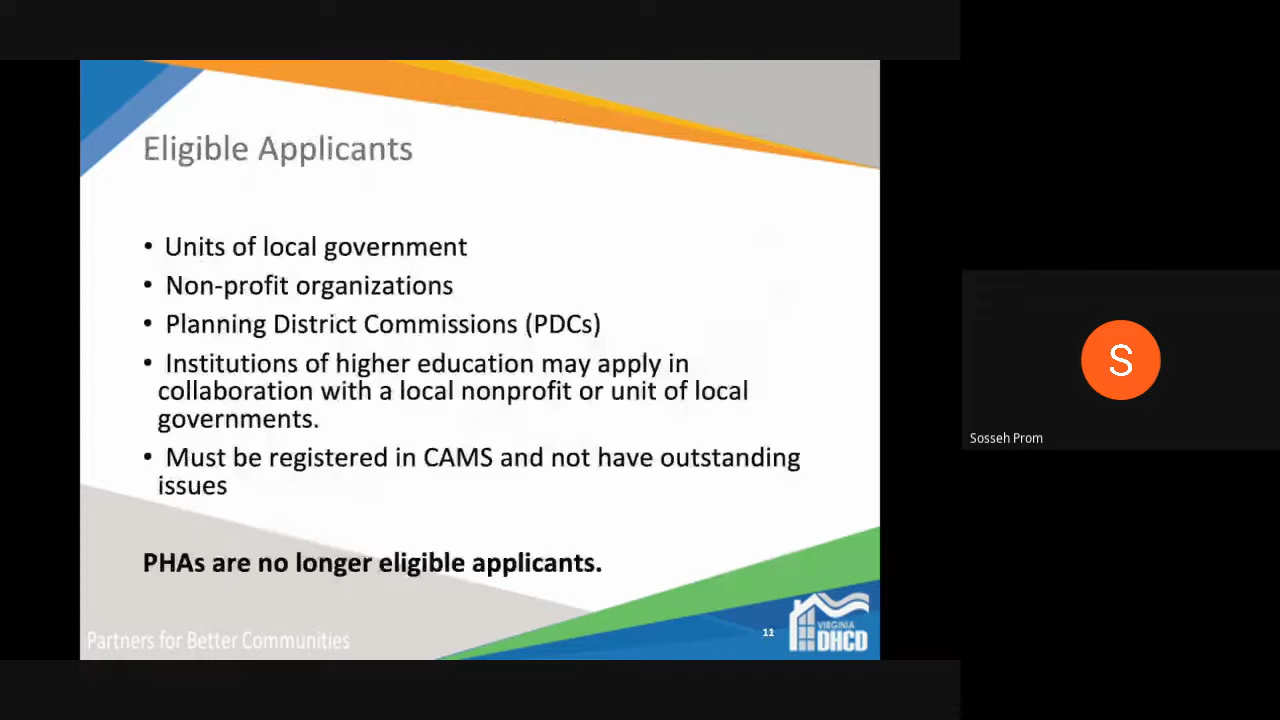 Eligible Applicants
• Units of local government
• Non-profit organizations
• Planning District Commissions (PDCs)
• Institutions of higher education may apply in
collaboration with a local nonprofit or unit of local
governments.
• Must be registered in CAMS and not have outstanding
issues
PHAs are no longer eligible applicants.
Partners for Better Communities
11
VIRGINIA
DHCD
S
Sosseh Prom